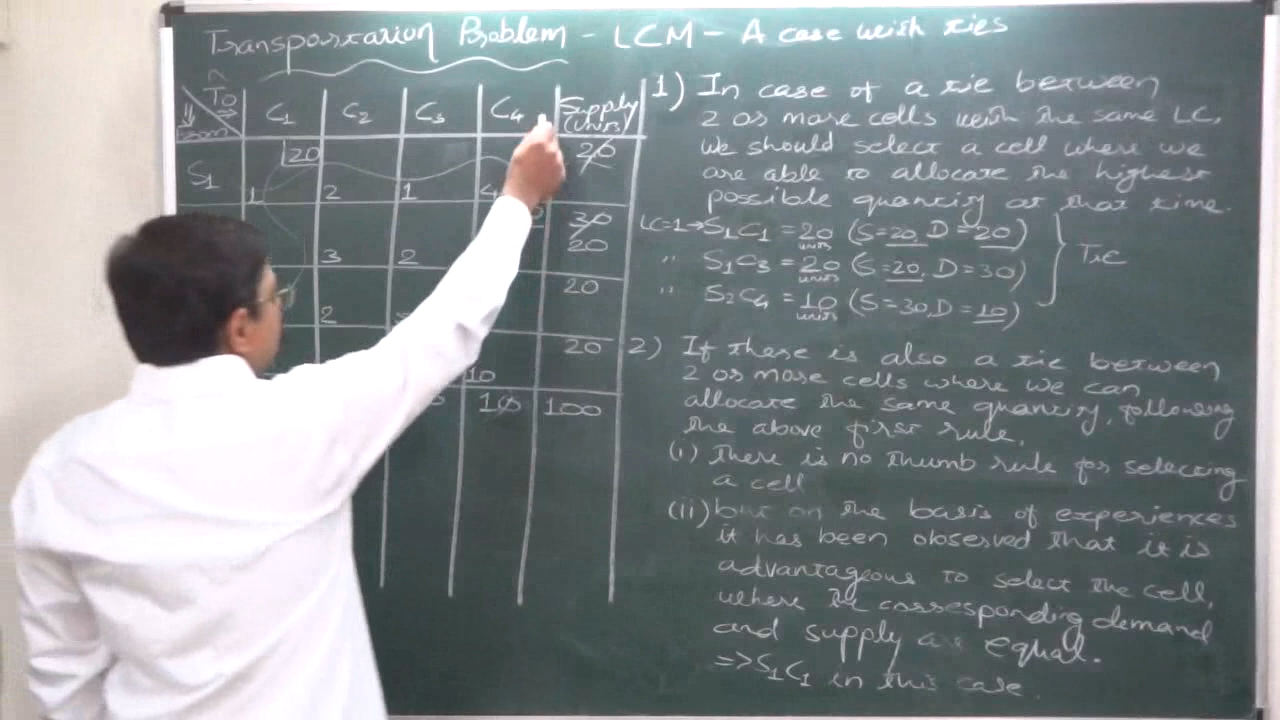 Transportation Problem - LCM - A case with ties
To
From
C1 C2 C3 C4 Supply
(Units)
20 20
S1
1 2 1 4
30
3 2 20
20
2
20
10
10 100
1) In case of a tie between
2 or more cells with the same LC,
we should select a cell where we
are able to allocate the highest
possible quantity at that time.
LC=1→S1C1 = 20 units (S=20, D=20)
" S1C3 = 20 units (S=20, D=30)
" S2C4 = 10 units (S=30, D=10)
Tie
2) If there is also a tie between
2 or more cells where we can
allocate the same quantity, following
the above first rule,
(i) there is no thumb rule for selecting
a cell
(ii) but on the basis of experiences
it has been observed that it is
advantageous to select the cell,
where the corresponding demand
and supply are equal.
=> S1C1 in this case.